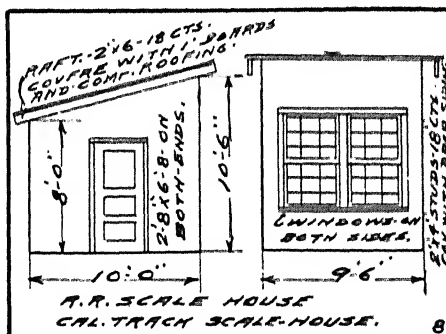 RAFT.-2"x6"-18"CTS.
COVFRE WITH 1" BOARDS
AND COMP. ROOFING.
8'-0"
2'-8"X6'-8" ON
BOTH-ENDS.
10'-6"
WINDOWS ON
BOTH SIDES.
2"x4" STUDS-18"CTS.
10'-0"
9'-6"
R.R. SCALE HOUSE
CAL. TRACK SCALE-HOUSE.
8